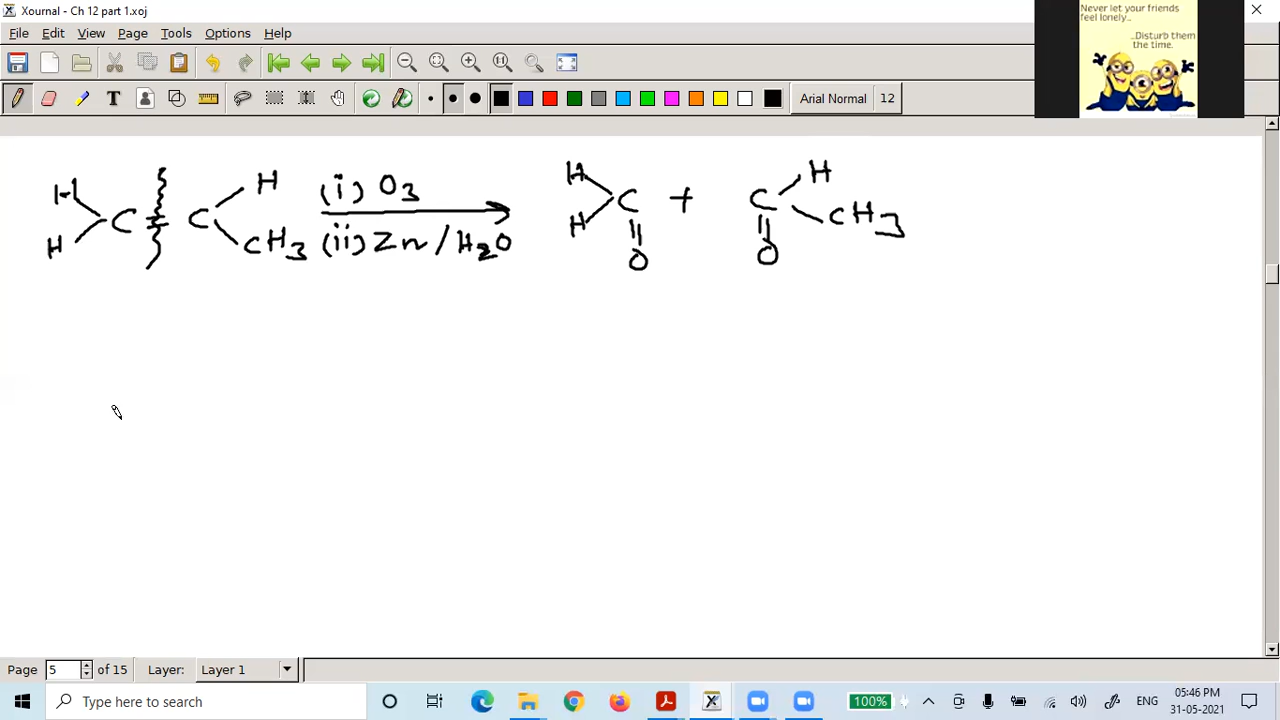 Xournal - Ch 12 part 1.xoj
Never let your friends
feel lonely...
...Disturb them
the time.
File Edit View Page Tools Options Help
Arial Normal 12
H
H
C
C
H
CH3
(i) O3
(ii) Zn / H2O
H
H
C
O
+
C
H
CH3
O
Page 5 of 15 Layer: Layer 1
Type here to search
100%
ENG
05:46 PM
31-05-2021